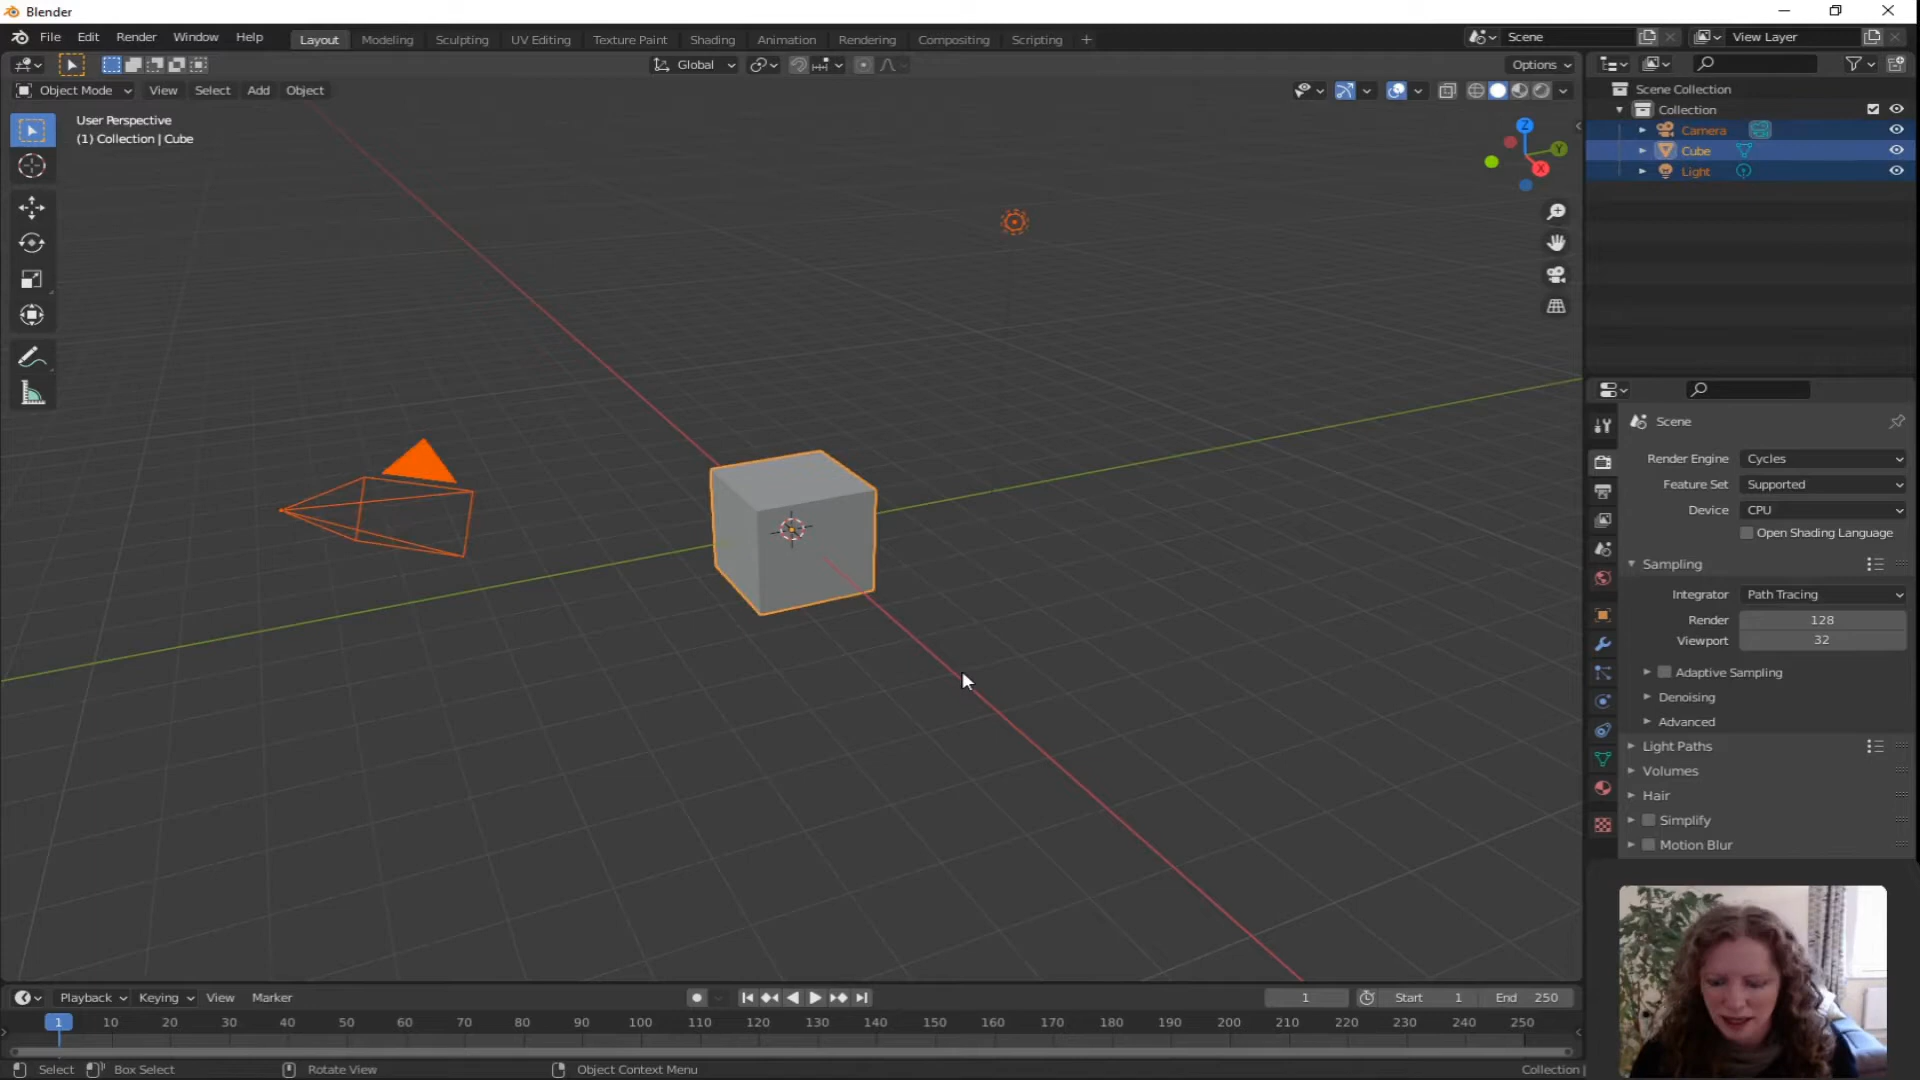 Blender
File Edit Render Window Help Layout Modeling Sculpting UV Editing Texture Paint Shading Animation Rendering Compositing Scripting + Scene View Layer
Global Options
Object Mode View Select Add Object
User Perspective
(1) Collection | Cube
Z
Y
X
Scene Collection
Collection
Camera
Cube
Light
Scene
Render Engine Cycles
Feature Set Supported
Device CPU
Open Shading Language
Sampling
Integrator Path Tracing
Render 128
Viewport 32
Adaptive Sampling
Denoising
Advanced
Light Paths
Volumes
Hair
Simplify
Motion Blur
Playback Keying View Marker 1 Start 1 End 250
1 10 20 30 40 50 60 70 80 90 100 110 120 130 140 150 160 170 180 190 200 210 220 230 240 250
Select Box Select Rotate View Object Context Menu Collection |